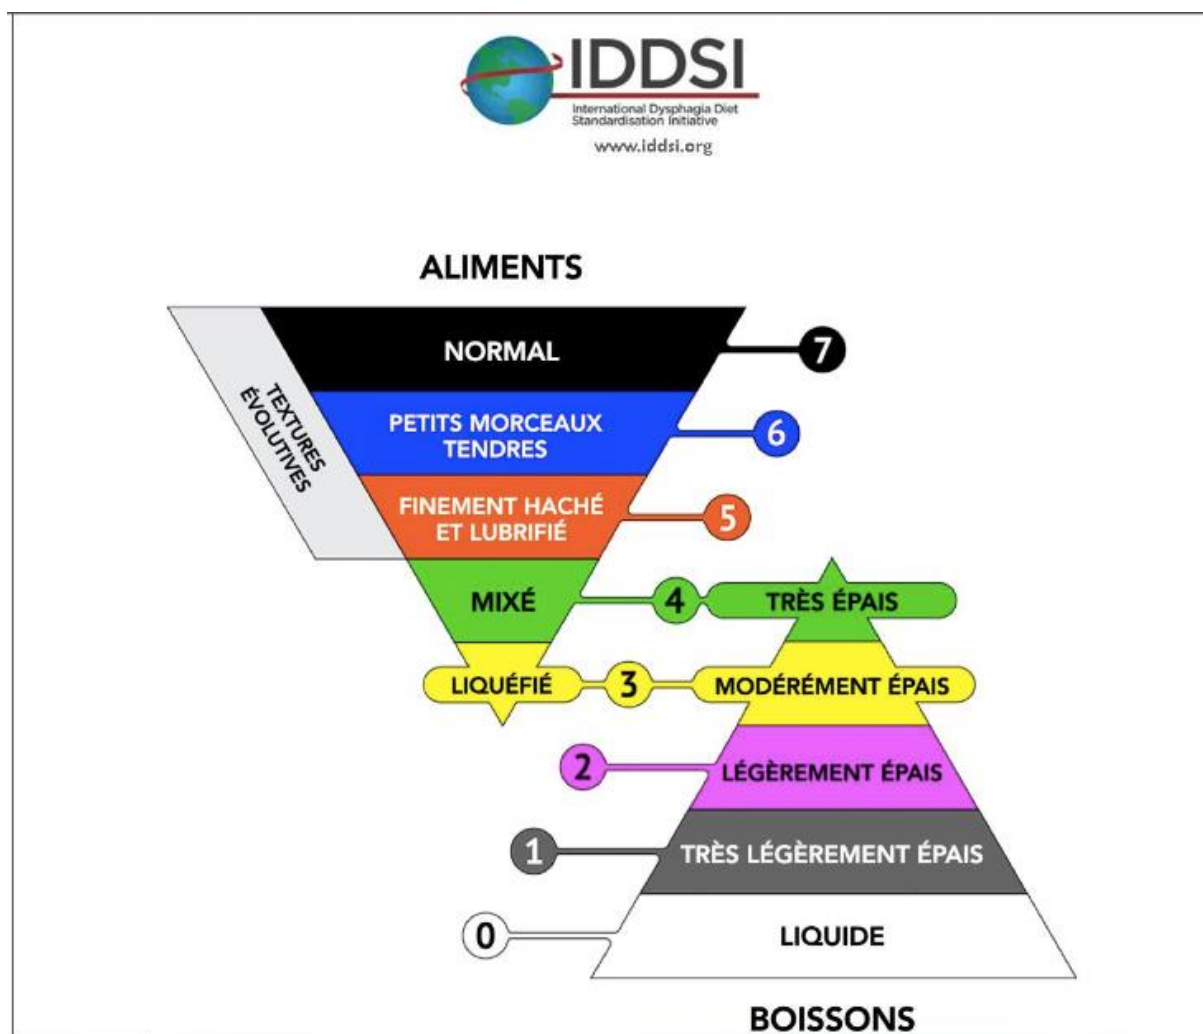 IDDSI
International Dysphagia Diet
Standardisation Initiative
www.iddsi.org
ALIMENTS
NORMAL
7
TEXTURES
ÉVOLUTIVES
PETITS MORCEAUX
TENDRES
6
FINEMENT HACHÉ
ET LUBRIFIÉ
5
MIXÉ
4
TRÈS ÉPAIS
LIQUÉFIÉ
3
MODÉRÉMENT ÉPAIS
2
LÉGÈREMENT ÉPAIS
1
TRÈS LÉGÈREMENT ÉPAIS
0
LIQUIDE
BOISSONS